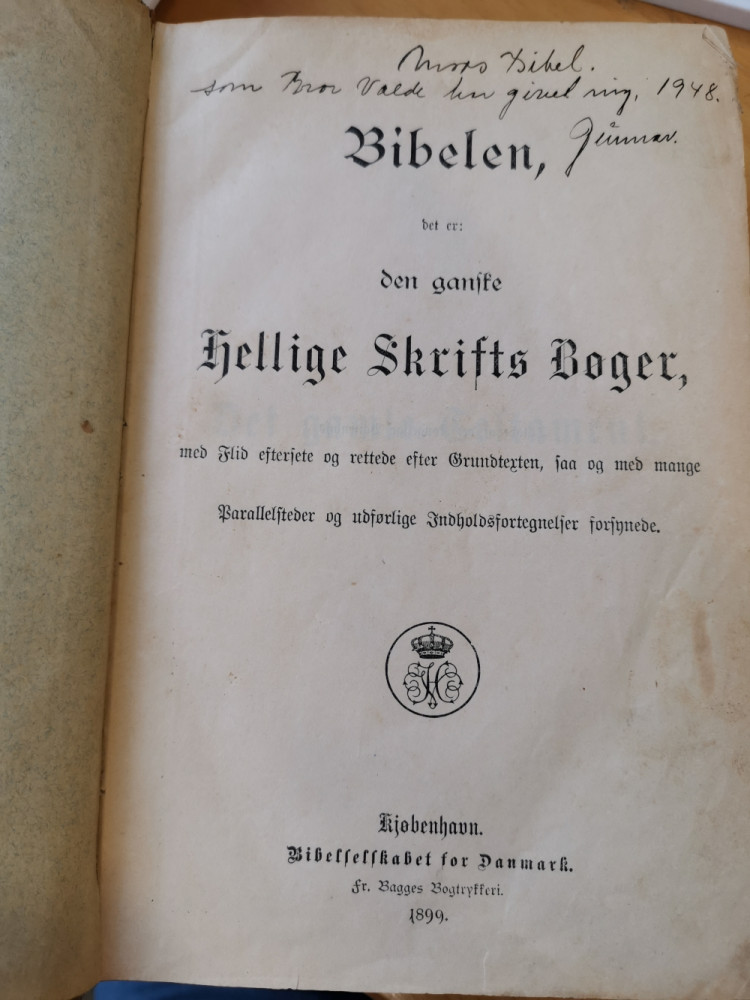 Mors Bibel.
som Bror Valde har givet mig, 1948.
Gunnar.
Bibelen,
det er:
den ganske
Hellige Skrifts Bøger,
med Flid eftersete og rettede efter Grundtexten, saa og med mange
Parallelsteder og udførlige Indholdsfortegnelser forsynede.
Kjøbenhavn.
Bibelselskabet for Danmark.
Fr. Bagges Bogtrykkeri.
1899.